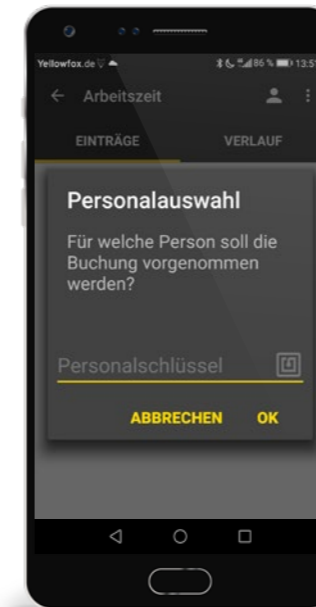 Yellowfox.de
86 % 13:51
Arbeitszeit
EINTRÄGE VERLAUF
Personalauswahl
Für welche Person soll die
Buchung vorgenommen
werden?
Personalschlüssel
ABBRECHEN OK